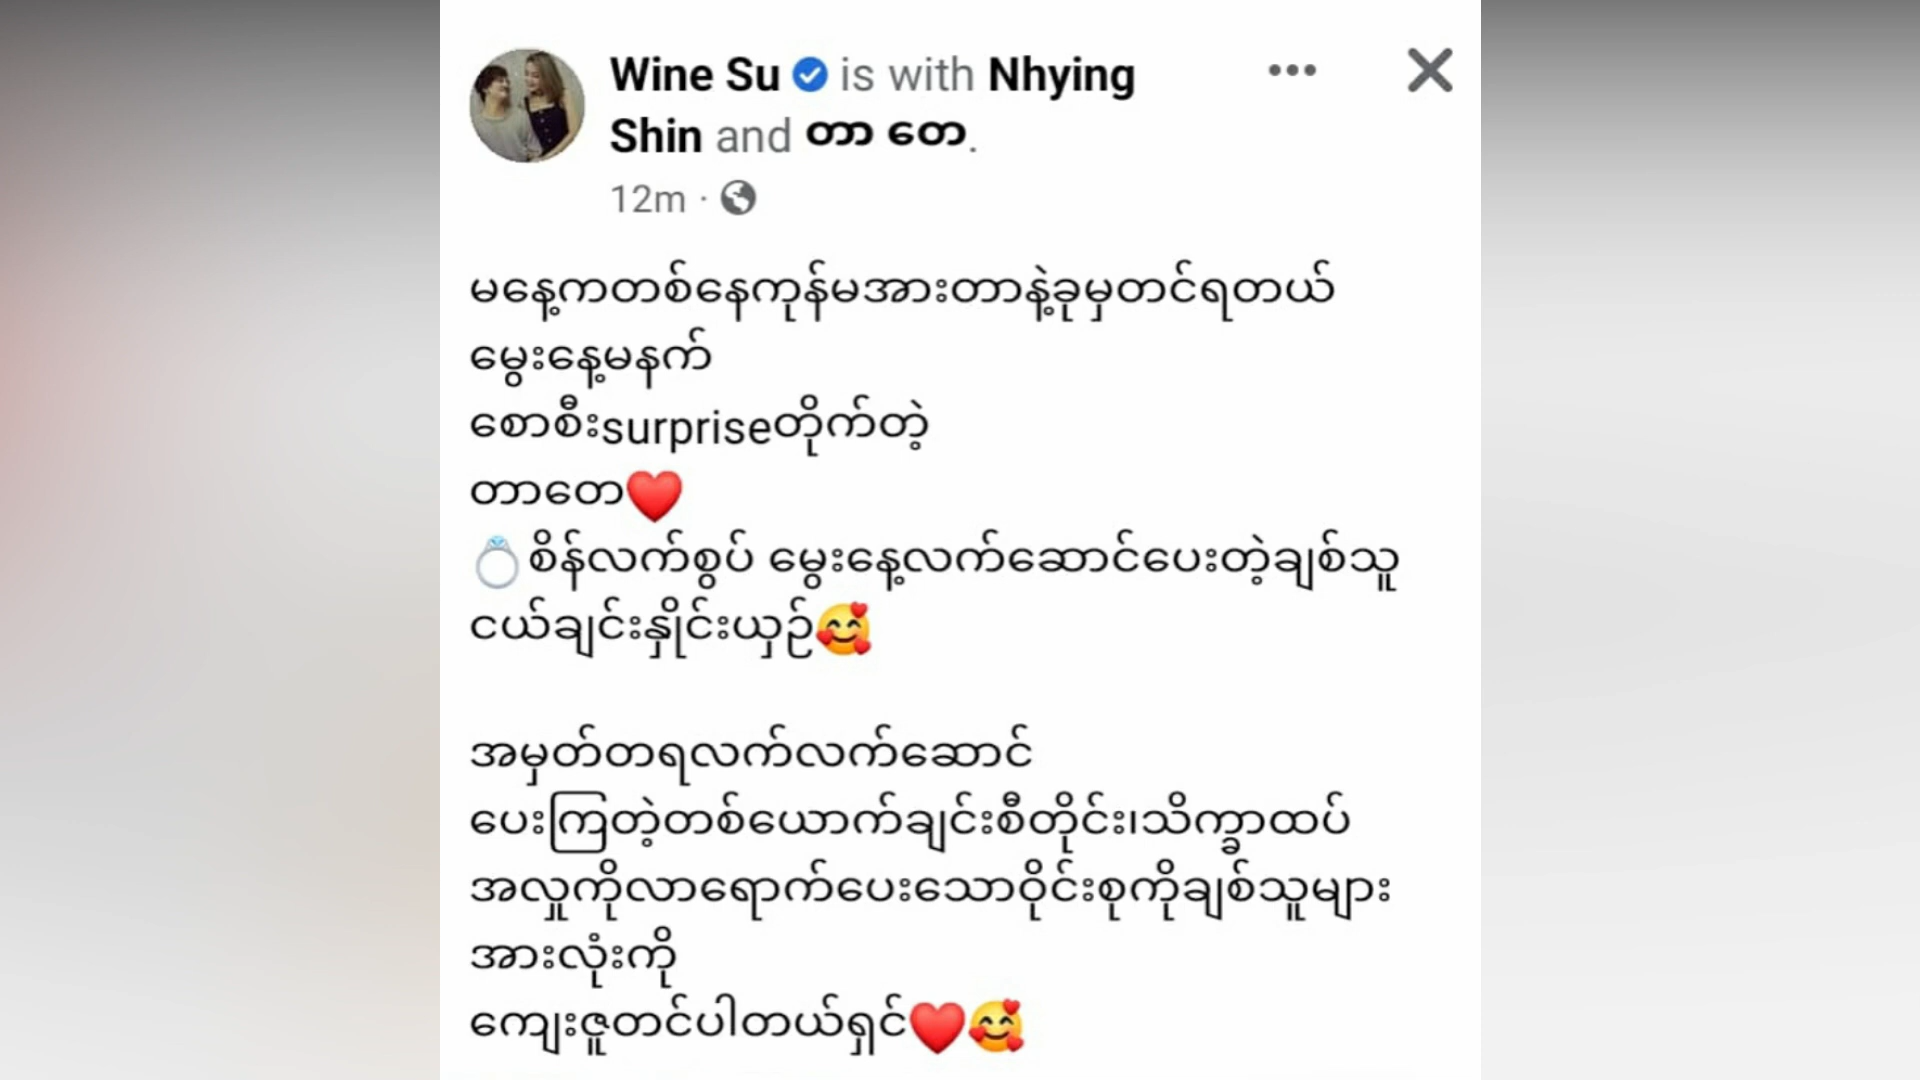 Wine Su is with Nhying
Shin and တာ တေ.
12m ·
မနေ့ကတစ်နေကုန်မအားတာနဲ့ခုမှတင်ရတယ်
မွေးနေ့မနက်
စောစီးsurpriseတိုက်တဲ့
တာတေ❤️
💍စိန်လက်စွပ် မွေးနေ့လက်ဆောင်ပေးတဲ့ချစ်သူ
ငယ်ချင်းနှိုင်းယှဉ်🥰
အမှတ်တရလက်လက်ဆောင်
ပေးကြတဲ့တစ်ယောက်ချင်းစီတိုင်း၊သိက္ခာထပ်
အလှူကိုလာရောက်ပေးသောဝိုင်းစုကိုချစ်သူများ
အားလုံးကို
ကျေးဇူတင်ပါတယ်ရှင်❤️🥰